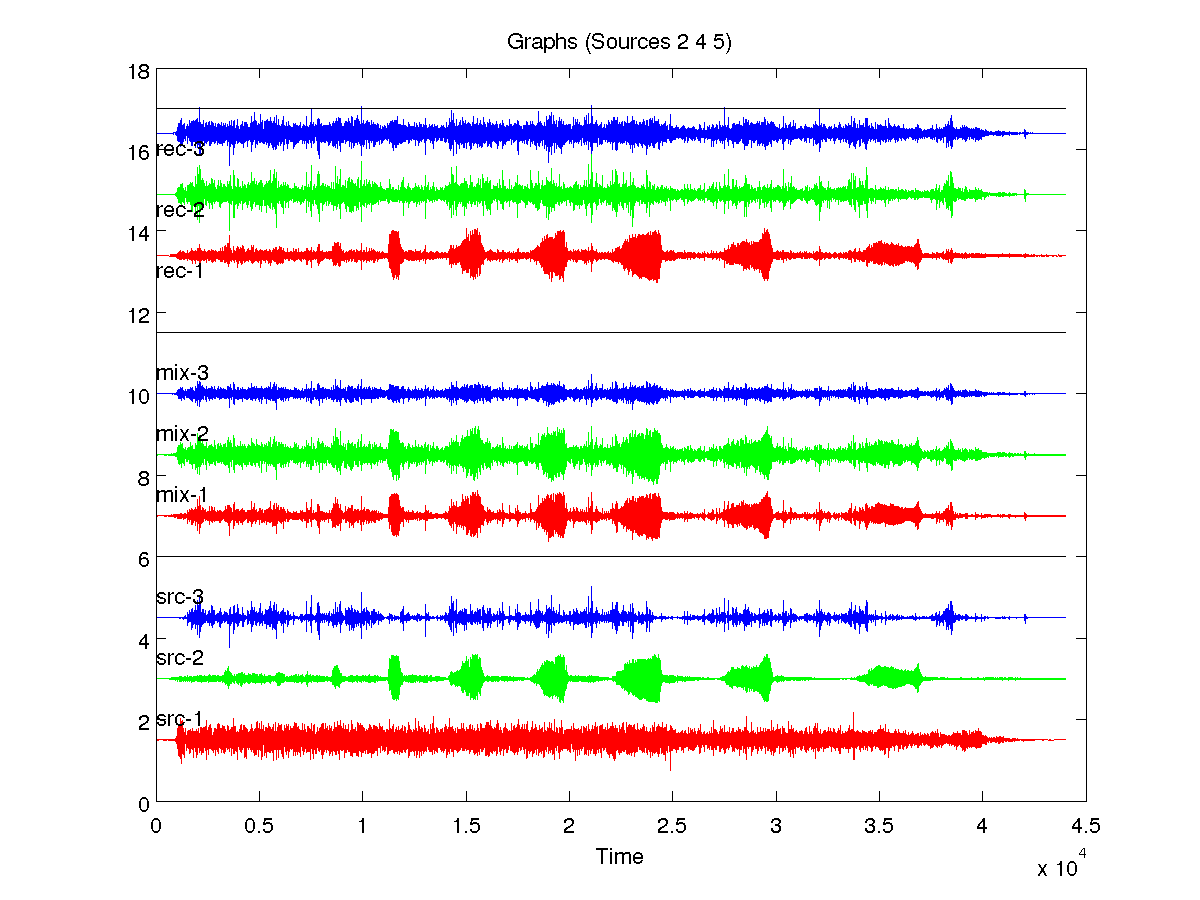 Graphs (Sources 2 4 5)
18
16
rec-3
rec-2
14
rec-1
12
mix-3
10
mix-2
8
mix-1
6
src-3
4
src-2
2
src-1
0
0 0.5 1 1.5 2 2.5 3 3.5 4 4.5
Time
x 10^4